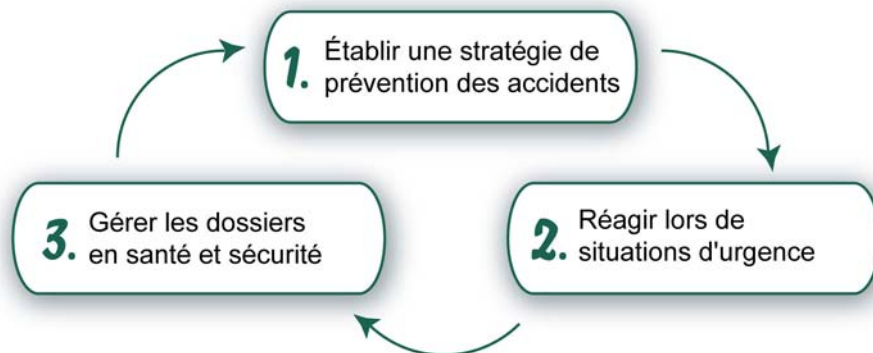 1. Établir une stratégie de
prévention des accidents
2. Réagir lors de
situations d'urgence
3. Gérer les dossiers
en santé et sécurité